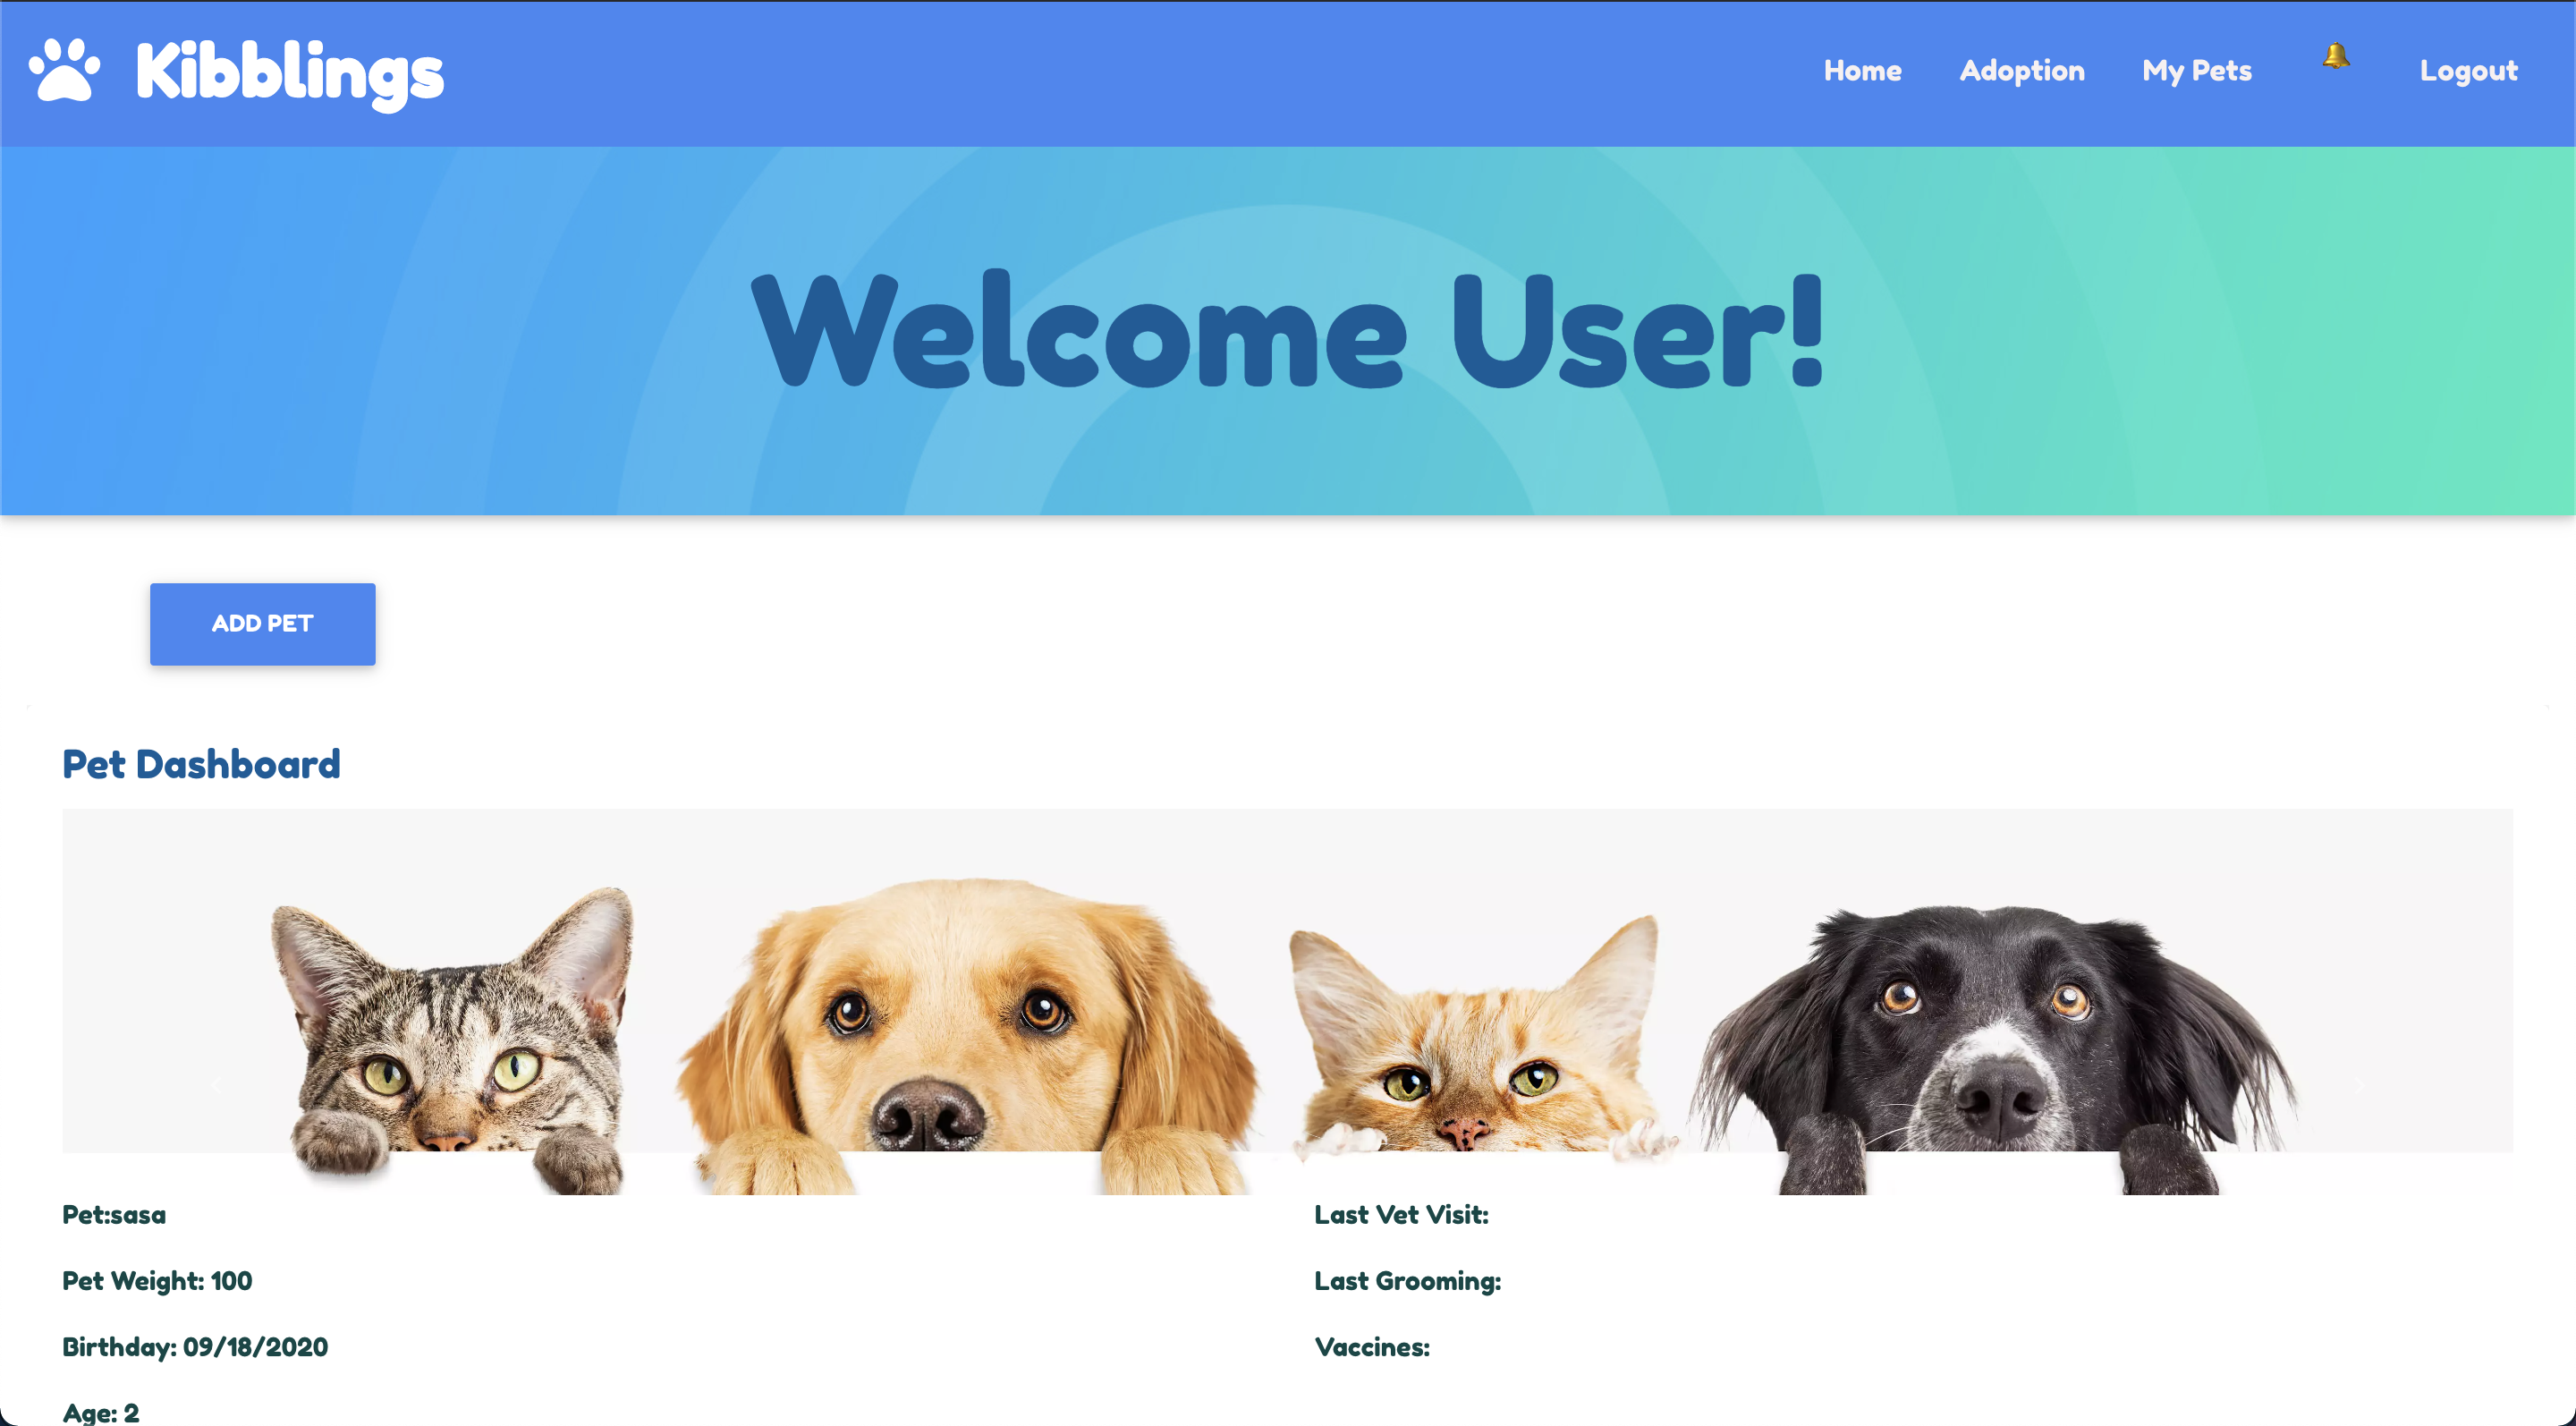 Kibblings
Home Adoption My Pets Logout
Welcome User!
ADD PET
Pet Dashboard
Pet:sasa
Last Vet Visit:
Pet Weight: 100
Last Grooming:
Birthday: 09/18/2020
Vaccines:
Age: 2